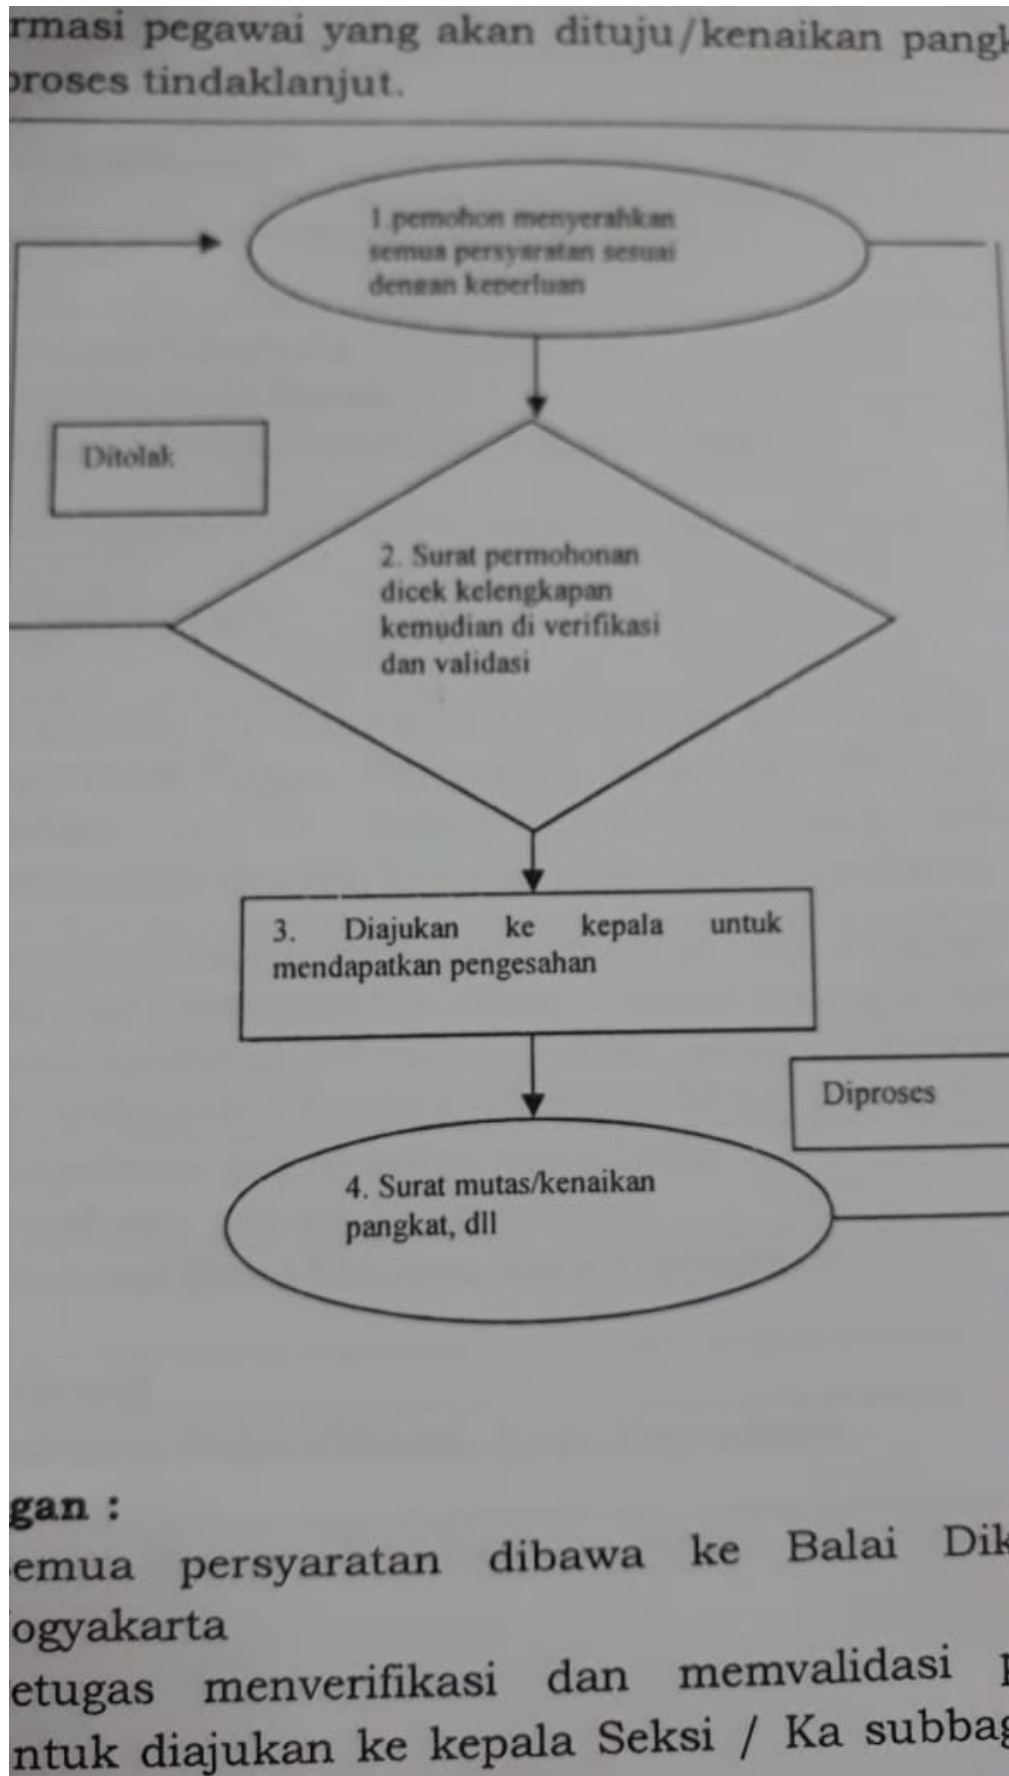 rmasi pegawai yang akan dituju/kenaikan pangk
proses tindaklanjut.
1.pemohon menyerahkan
semua persyaratan sesuai
dengan keperluan
Ditolak
2. Surat permohonan
dicek kelengkapan
kemudian di verifikasi
dan validasi
3. Diajukan ke kepala untuk
mendapatkan pengesahan
Diproses
4. Surat mutas/kenaikan
pangkat, dll
gan :
emua persyaratan dibawa ke Balai Dik
ogyakarta
etugas menverifikasi dan memvalidasi p
ntuk diajukan ke kepala Seksi / Ka subbag